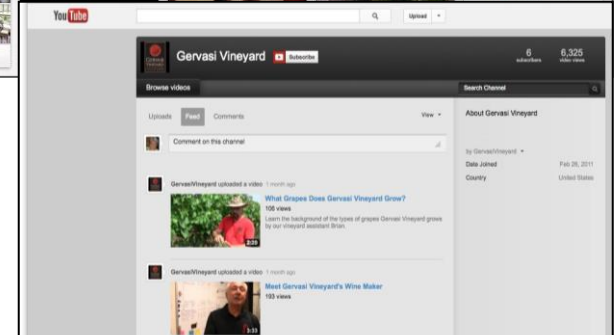 YouTube
Upload
Gervasi Vineyard
Subscribe
6
subscribers
6,325
video views
Browse videos
Search Channel
Uploads
Feed
Comments
View
Comment on this channel
GervasiVineyard uploaded a video 1 month ago
What Grapes Does Gervasi Vineyard Grow?
106 views
Learn the background of the types of grapes Gervasi Vineyard grows
by our vineyard assistant Brian.
GervasiVineyard uploaded a video 1 month ago
Meet Gervasi Vineyard's Wine Maker
193 views
About Gervasi Vineyard
by GervasiVineyard
Date Joined
Feb 28, 2011
Country
United States